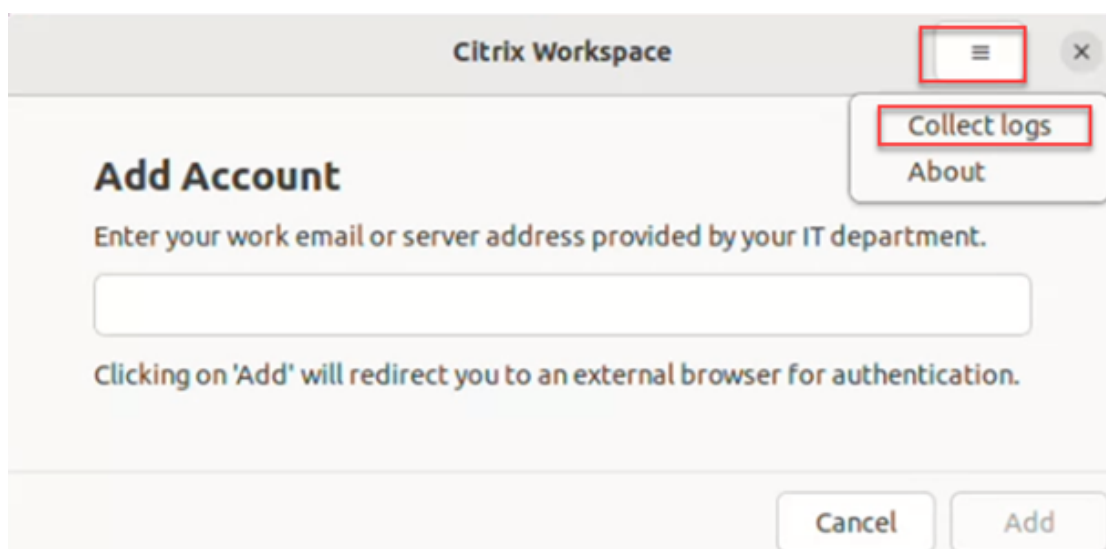 Citrix Workspace
Collect logs
About
Add Account
Enter your work email or server address provided by your IT department.
Clicking on 'Add' will redirect you to an external browser for authentication.
Cancel
Add